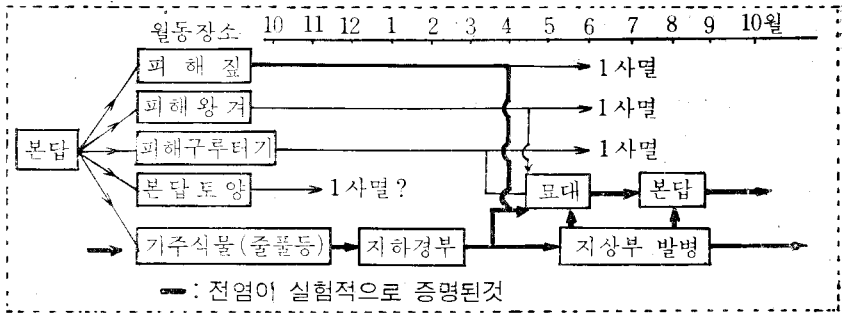 월동장소 10 11 12 1 2 3 4 5 6 7 8 9 10월
피 해 짚 1 사멸
피해왕겨 1 사멸
본답 피해구루터기 1 사멸
본답토양 1 사멸 ? 묘대 본답
기주식물(줄풀등) 지하경부 지상부 발병
: 전염이 실험적으로 증명된것